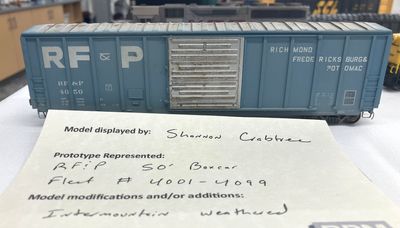 RF P
RICHMOND
FREDERICKSBURG &
POTOMAC
RF&P
4050
Model displayed by: Shannon Crabtree
Prototype Represented:
RF&P 50' Boxcar
Fleet # 4001-4099
Model modifications and/or additions:
Intermountain weathered